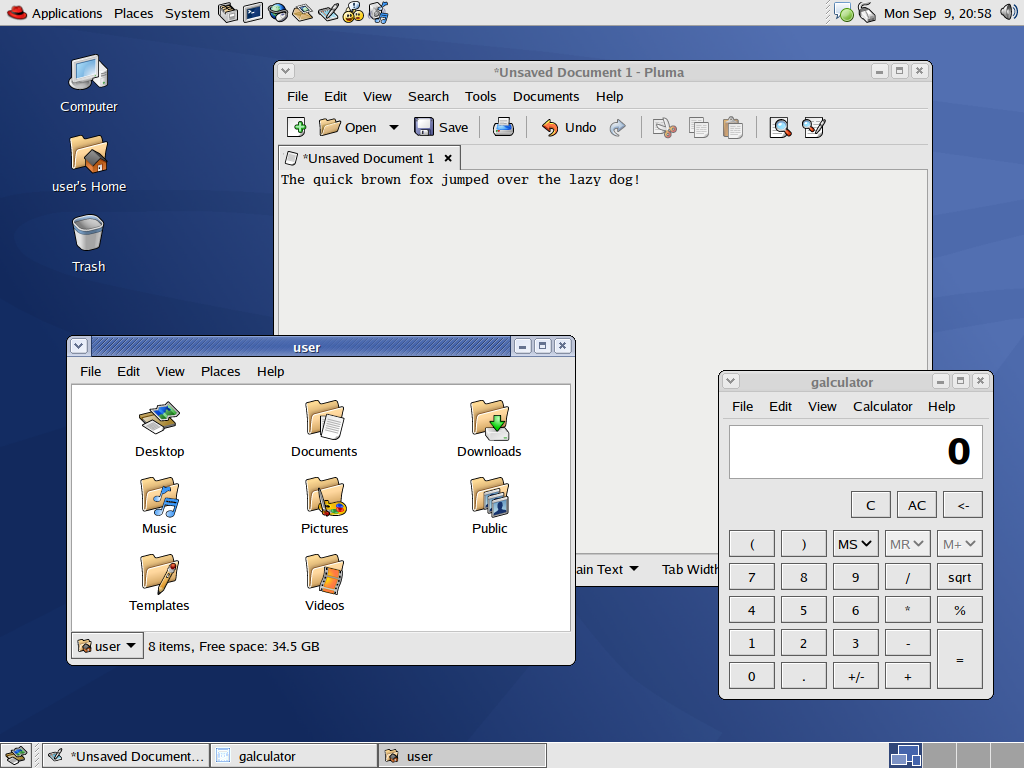 Applications Places System Mon Sep 9, 20:58
Computer
user's Home
Trash
*Unsaved Document 1 - Pluma
File Edit View Search Tools Documents Help
Open Save Undo
*Unsaved Document 1
The quick brown fox jumped over the lazy dog!
ain Text Tab Width
user
File Edit View Places Help
Desktop Documents Downloads
Music Pictures Public
Templates Videos
user 8 items, Free space: 34.5 GB
galculator
File Edit View Calculator Help
0
C AC <-
( ) MS MR M+
7 8 9 / sqrt
4 5 6 * %
1 2 3 - =
0 . +/- +
*Unsaved Document... galculator user